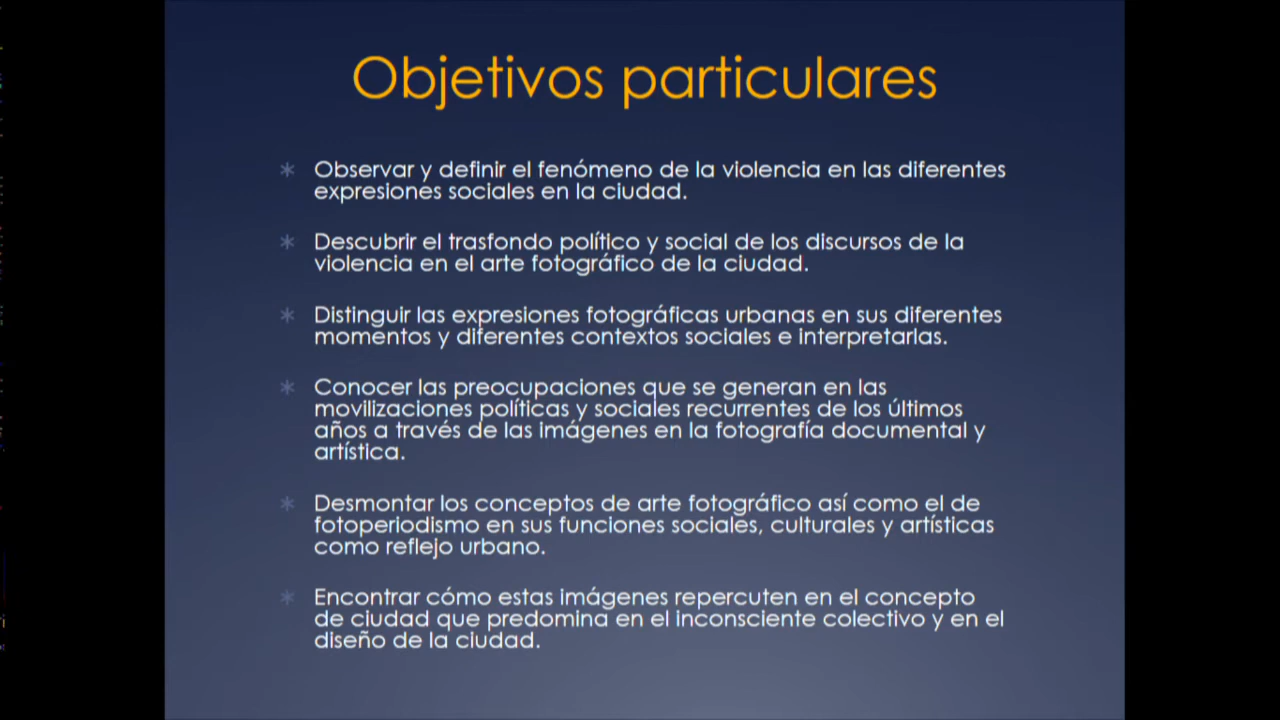 Objetivos particulares
* Observar y definir el fenómeno de la violencia en las diferentes
expresiones sociales en la ciudad.
* Descubrir el trasfondo político y social de los discursos de la
violencia en el arte fotográfico de la ciudad.
* Distinguir las expresiones fotográficas urbanas en sus diferentes
momentos y diferentes contextos sociales e interpretarlas.
* Conocer las preocupaciones que se generan en las
movilizaciones políticas y sociales recurrentes de los últimos
años a través de las imágenes en la fotografía documental y
artística.
* Desmontar los conceptos de arte fotográfico así como el de
fotoperiodismo en sus funciones sociales, culturales y artísticas
como reflejo urbano.
* Encontrar cómo estas imágenes repercuten en el concepto
de ciudad que predomina en el inconsciente colectivo y en el
diseño de la ciudad.